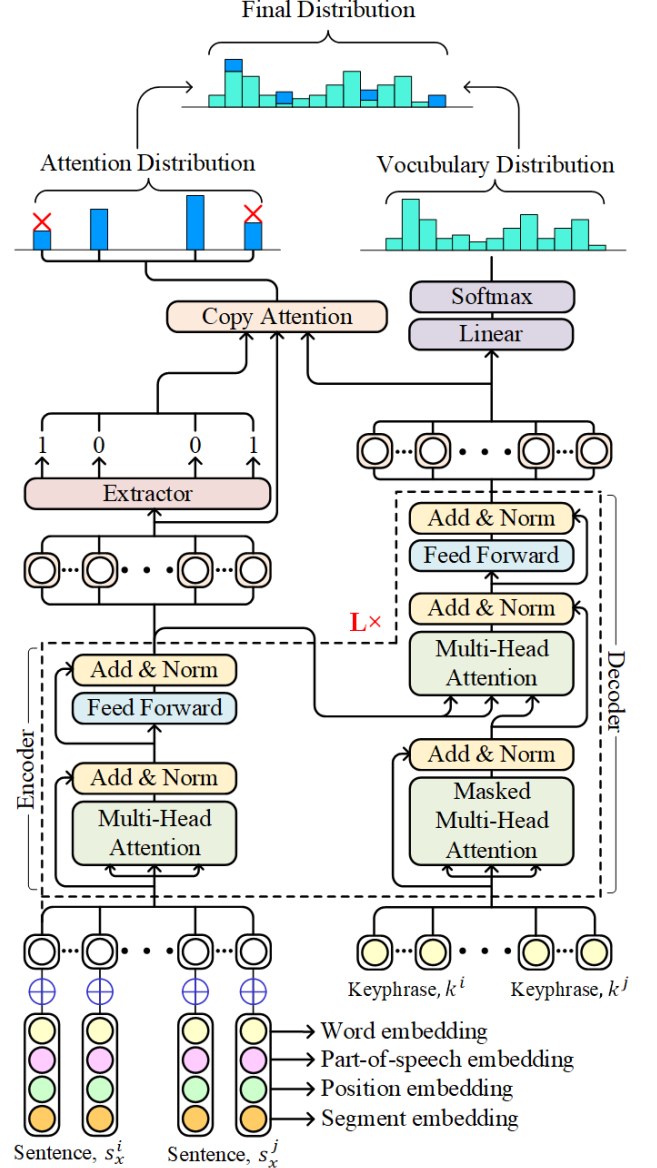 Final Distribution
Attention Distribution
Vocubulary Distribution
Softmax
Linear
Copy Attention
1 0 0 1
Extractor
L×
Add & Norm
Feed Forward
Add & Norm
Multi-Head
Attention
Add & Norm
Masked
Multi-Head
Attention
Decoder
Add & Norm
Feed Forward
Add & Norm
Multi-Head
Attention
Encoder
Keyphrase, k^i
Keyphrase, k^j
Word embedding
Part-of-speech embedding
Position embedding
Segment embedding
Sentence, s_x^i
Sentence, s_x^j